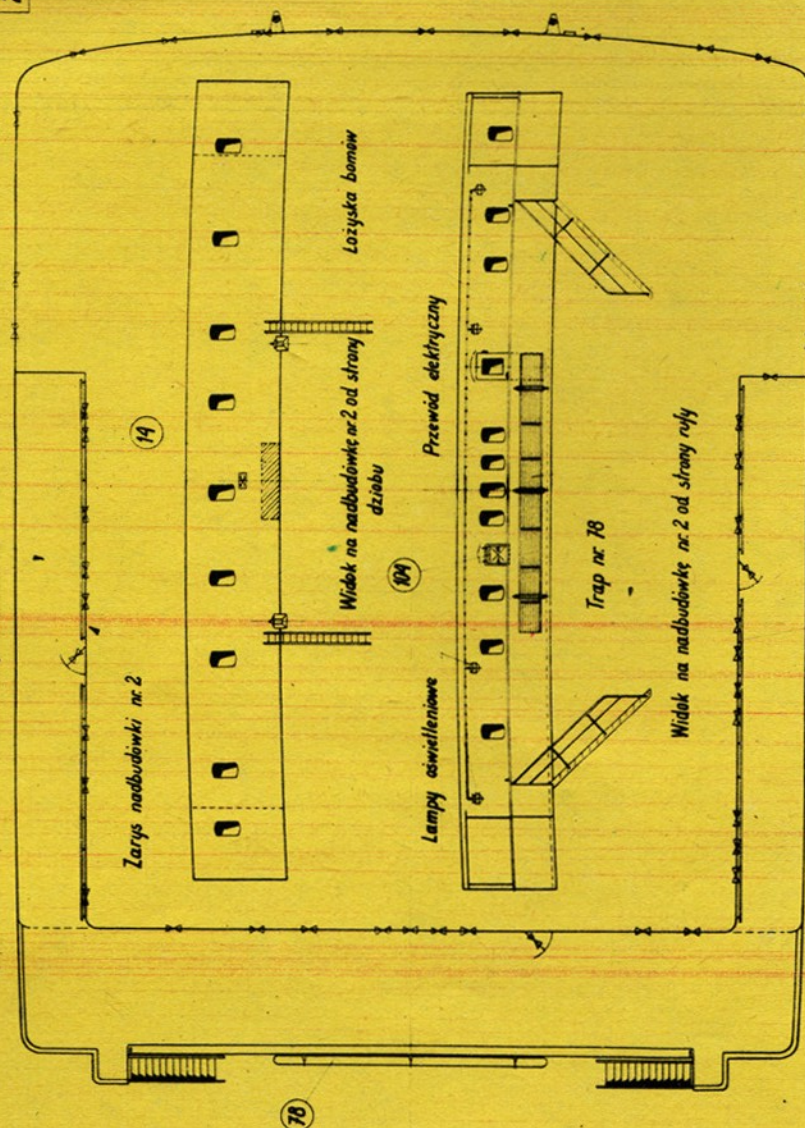 Zarys nadbudówki nr. 2
14
78
Łożyska bomów
Widok na nadbudówkę nr 2 od strony
dziobu
104
Lampy oświetleniowe
Przewód elektryczny
Trap nr. 78
Widok na nadbudówkę nr. 2 od strony rufy